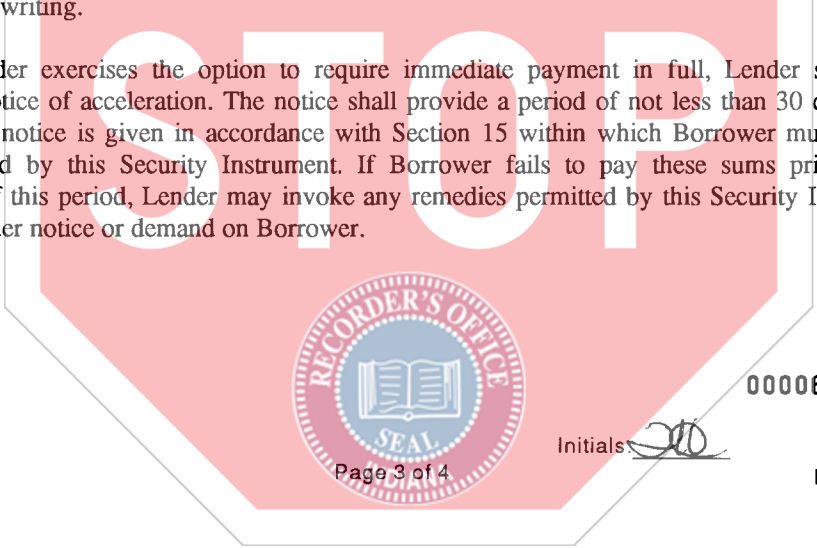 writing.
STOP
der exercises the option to require immediate payment in full, Lender s
tice of acceleration. The notice shall provide a period of not less than 30
notice is given in accordance with Section 15 within which Borrower mu
d by this Security Instrument. If Borrower fails to pay these sums pri
f this period, Lender may invoke any remedies permitted by this Security I
er notice or demand on Borrower.
RECORDER'S OFFICE
SEAL
INDIANA
00006
Initials:
Page 3 of 4